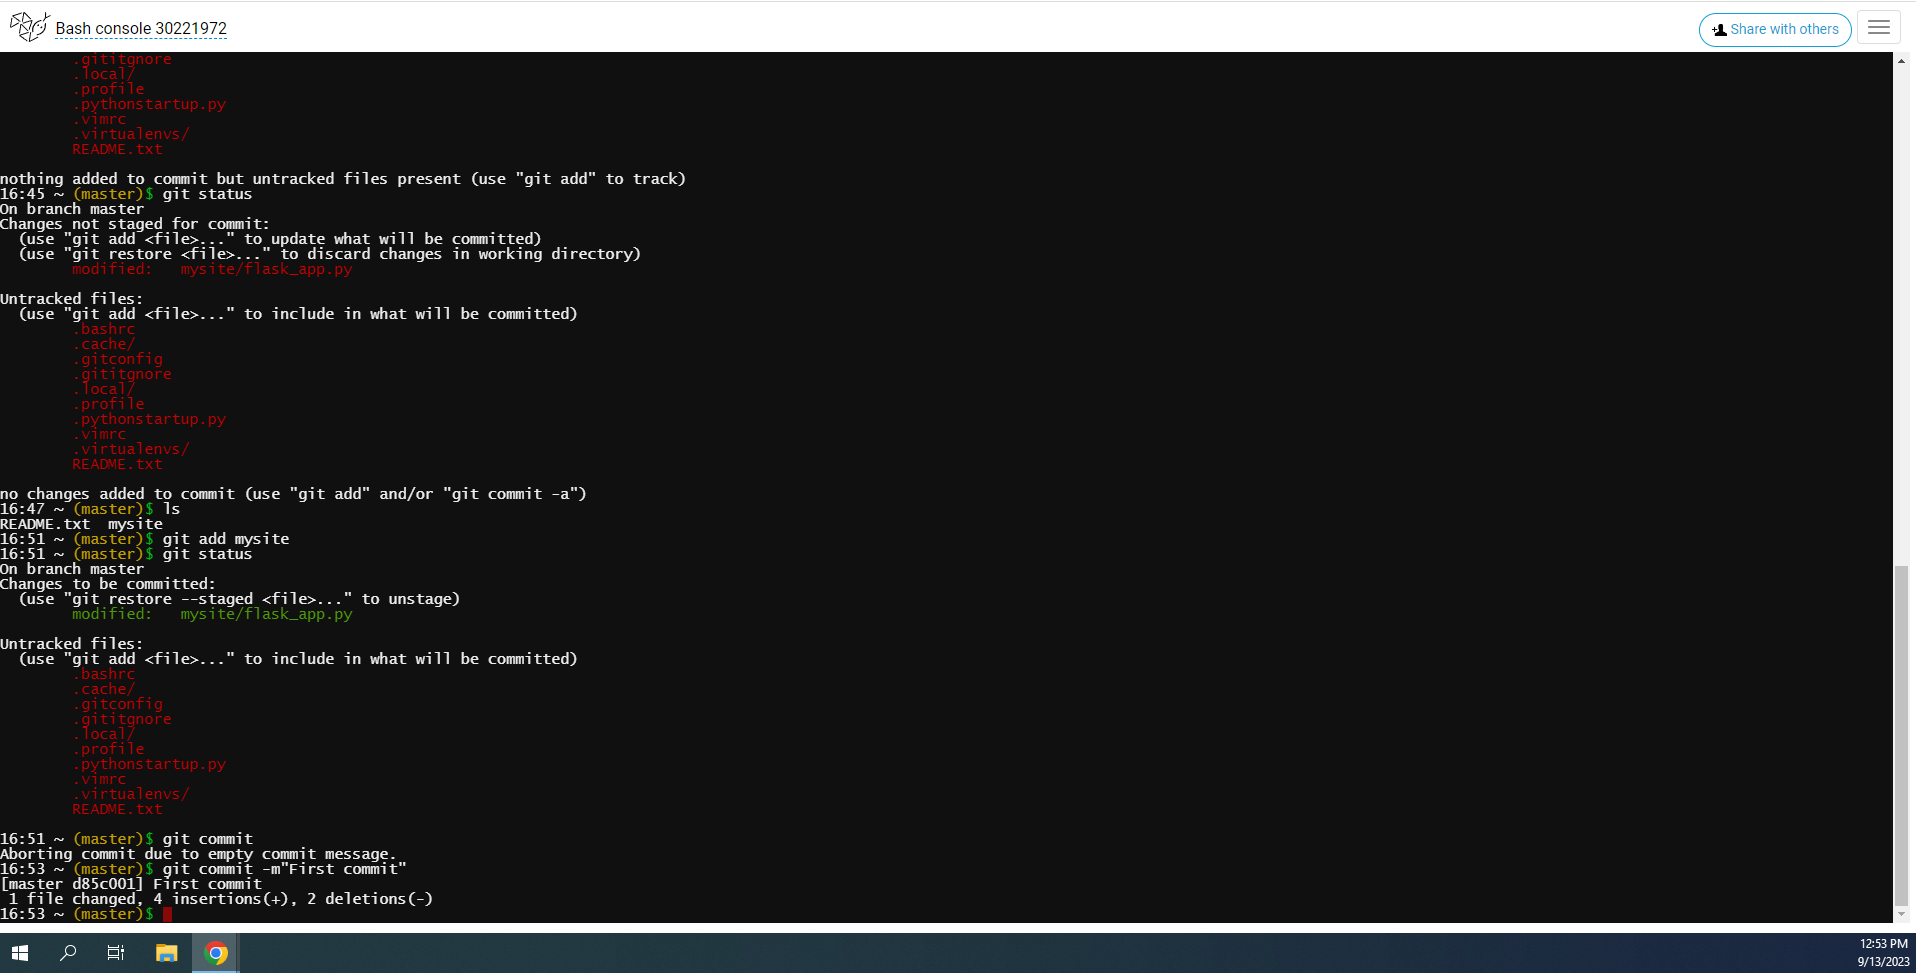 Bash console 30221972
Share with others
.gititgnore
.local/
.profile
.pythonstartup.py
.vimrc
.virtualenvs/
README.txt
nothing added to commit but untracked files present (use "git add" to track)
16:45 ~ (master)$ git status
On branch master
Changes not staged for commit:
  (use "git add <file>..." to update what will be committed)
  (use "git restore <file>..." to discard changes in working directory)
        modified:   mysite/flask_app.py
Untracked files:
  (use "git add <file>..." to include in what will be committed)
        .bashrc
        .cache/
        .gitconfig
        .gititgnore
        .local/
        .profile
        .pythonstartup.py
        .vimrc
        .virtualenvs/
        README.txt
no changes added to commit (use "git add" and/or "git commit -a")
16:47 ~ (master)$ ls
README.txt  mysite
16:51 ~ (master)$ git add mysite
16:51 ~ (master)$ git status
On branch master
Changes to be committed:
  (use "git restore --staged <file>..." to unstage)
        modified:   mysite/flask_app.py
Untracked files:
  (use "git add <file>..." to include in what will be committed)
        .bashrc
        .cache/
        .gitconfig
        .gititgnore
        .local/
        .profile
        .pythonstartup.py
        .vimrc
        .virtualenvs/
        README.txt
16:51 ~ (master)$ git commit
Aborting commit due to empty commit message.
16:53 ~ (master)$ git commit -m"First commit"
[master d85c001] First commit
 1 file changed, 4 insertions(+), 2 deletions(-)
16:53 ~ (master)$
12:53 PM
9/13/2023